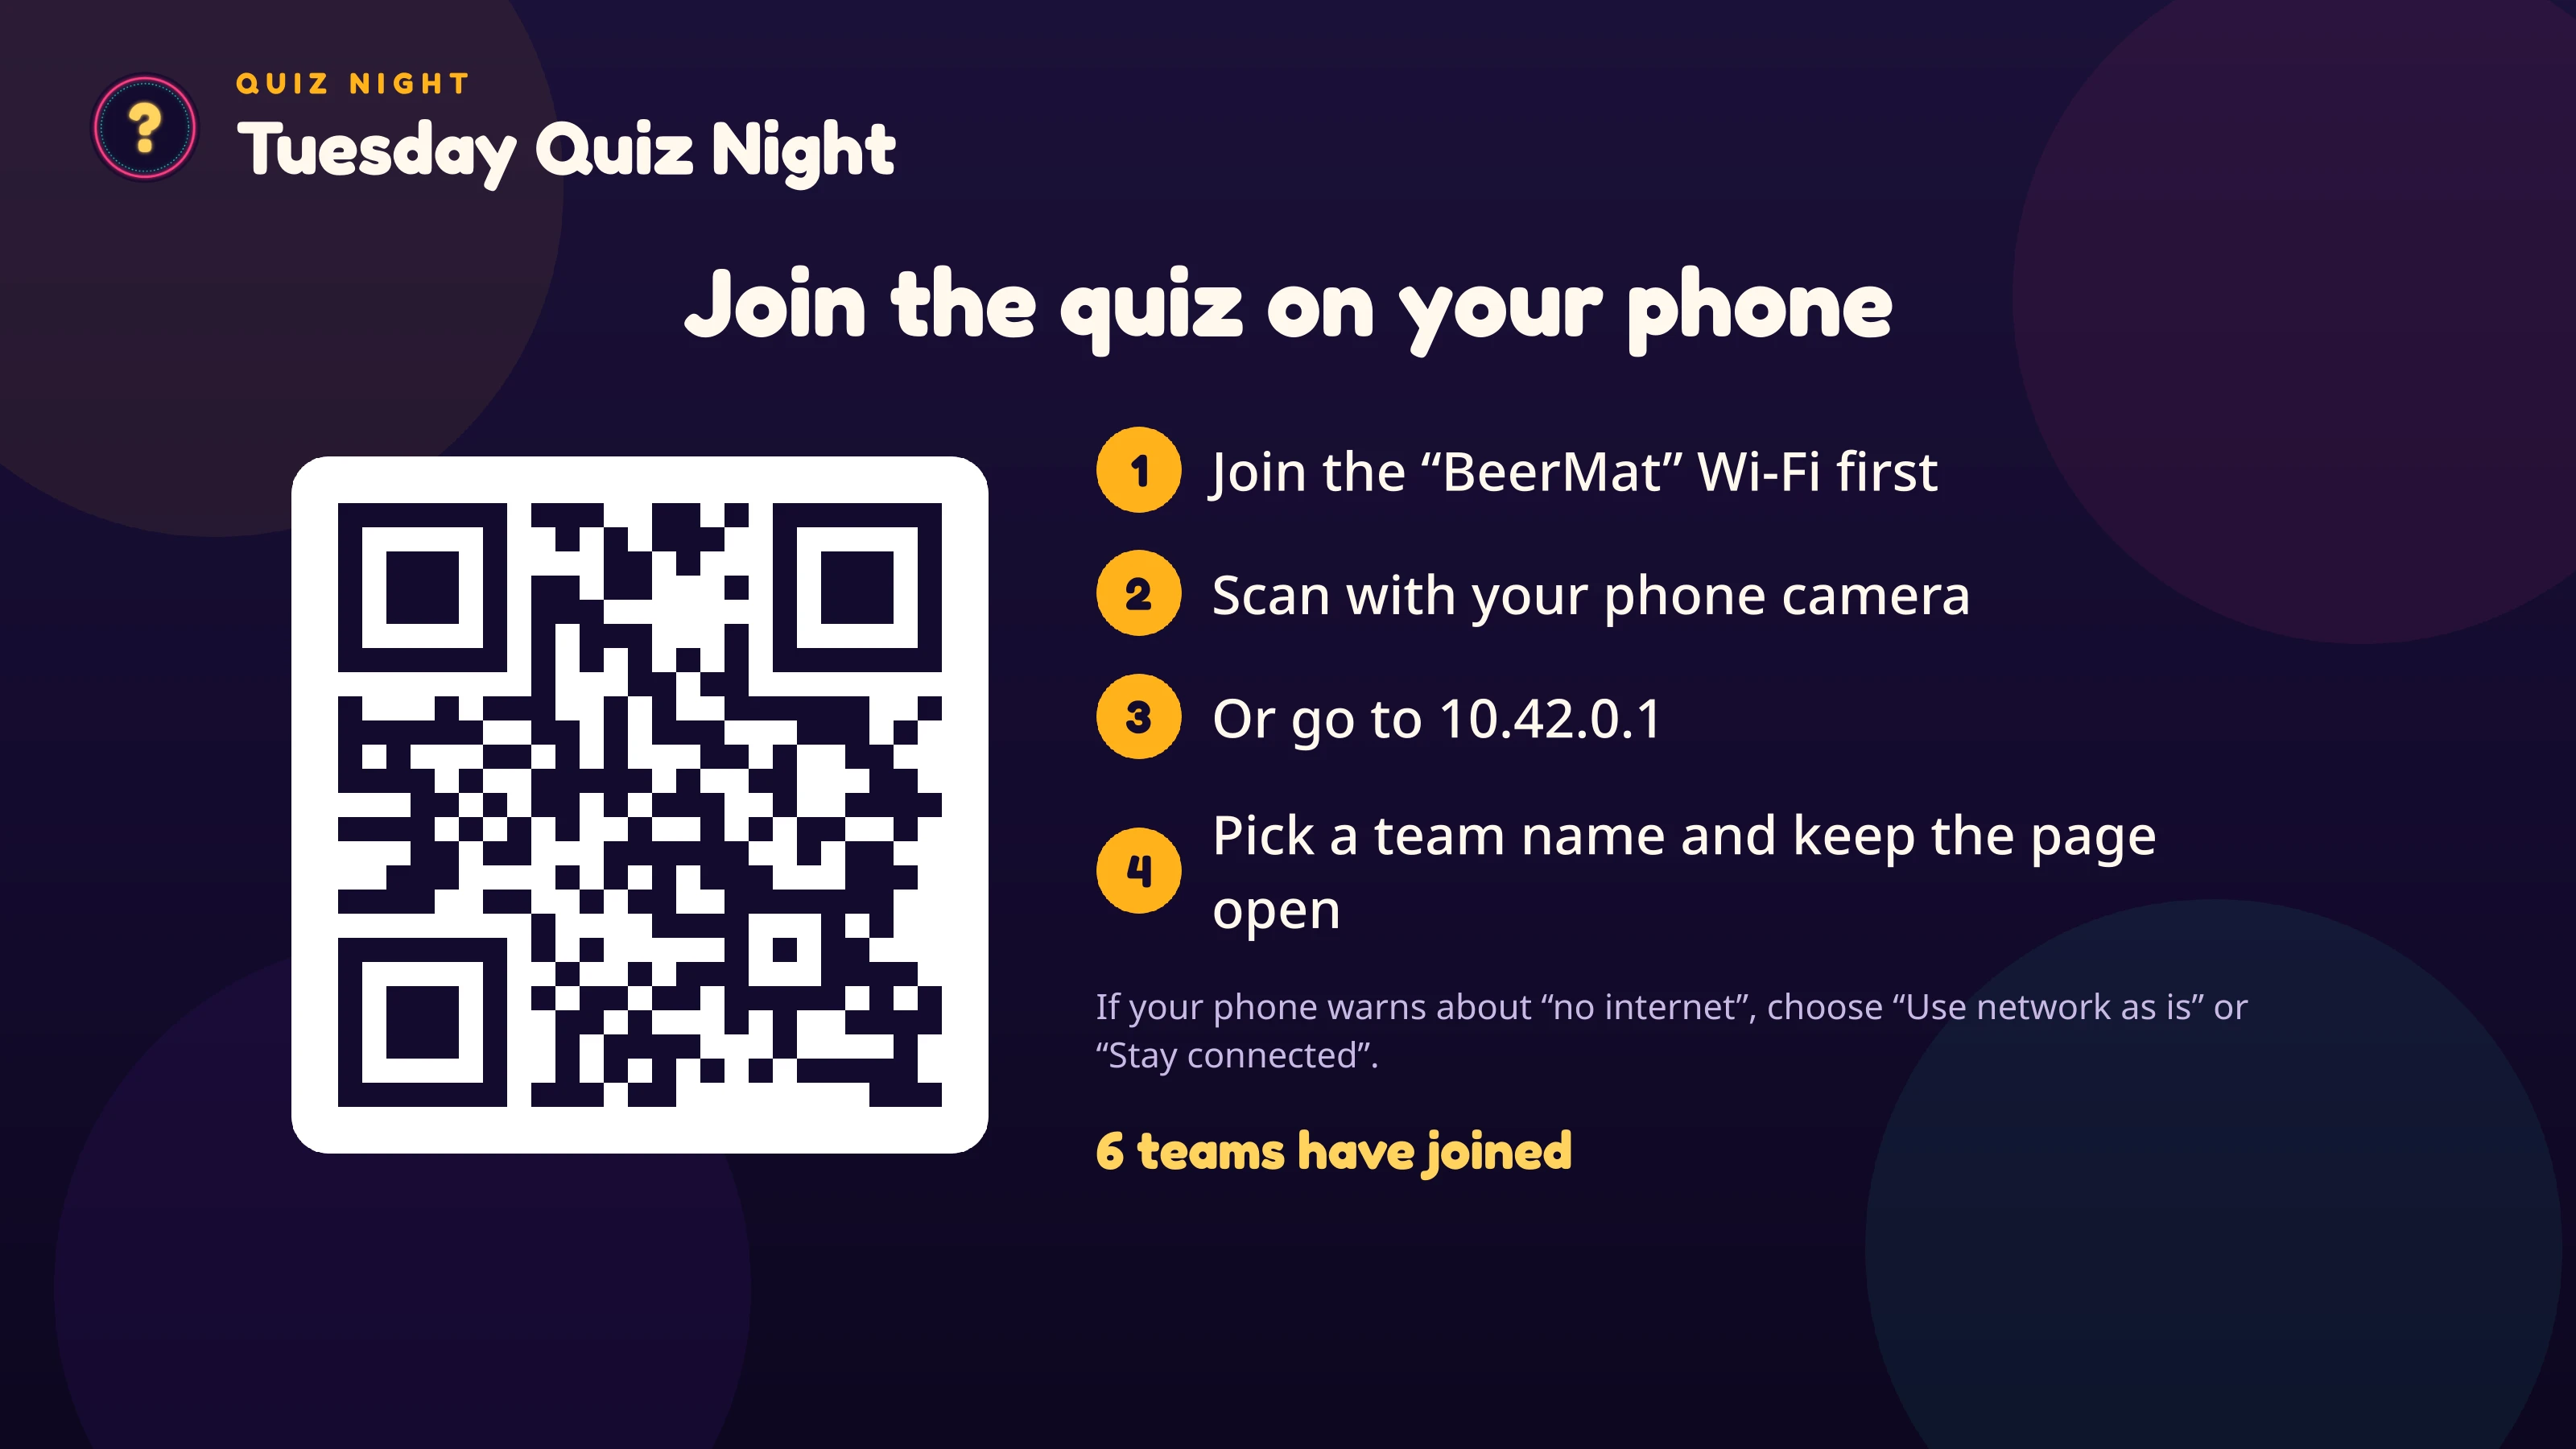 ?
QUIZ NIGHT
Tuesday Quiz Night
Join the quiz on your phone
1 Join the “BeerMat” Wi-Fi first
2 Scan with your phone camera
3 Or go to 10.42.0.1
4 Pick a team name and keep the page
open
If your phone warns about “no internet”, choose “Use network as is” or
“Stay connected”.
6 teams have joined